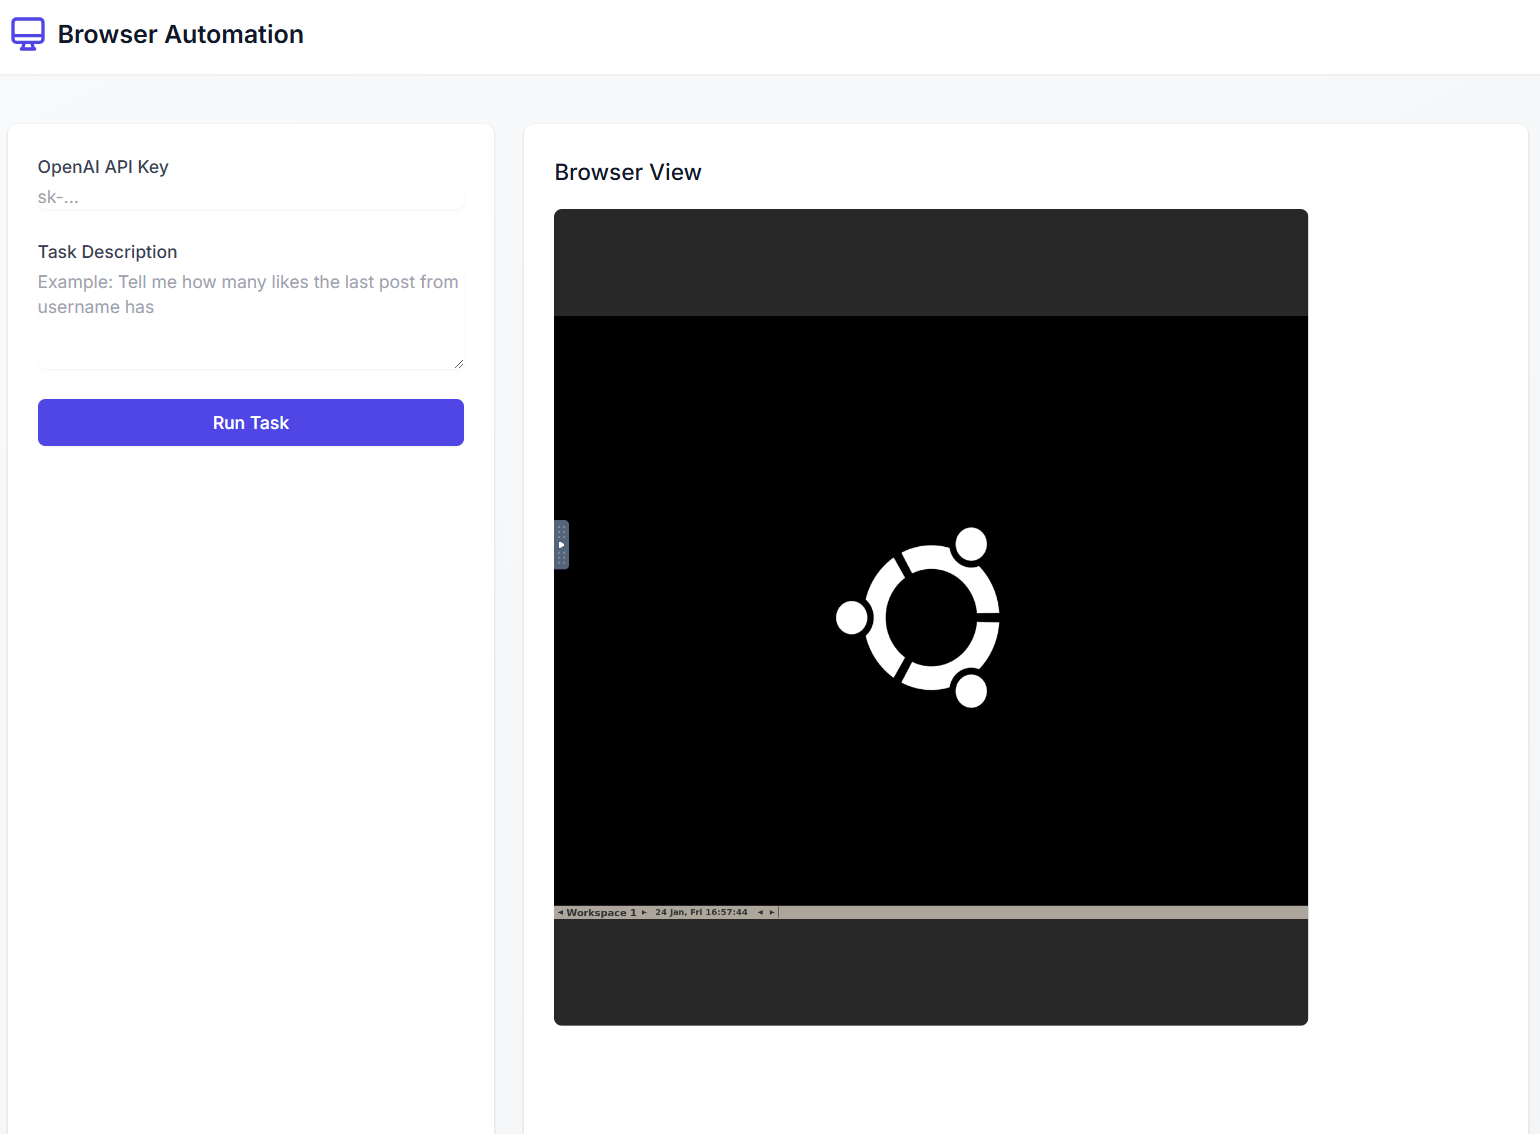 Browser Automation
OpenAI API Key
sk-...
Task Description
Example: Tell me how many likes the last post from
username has
Run Task
Browser View
Workspace 1 24 Jan, Fri 16:57:44